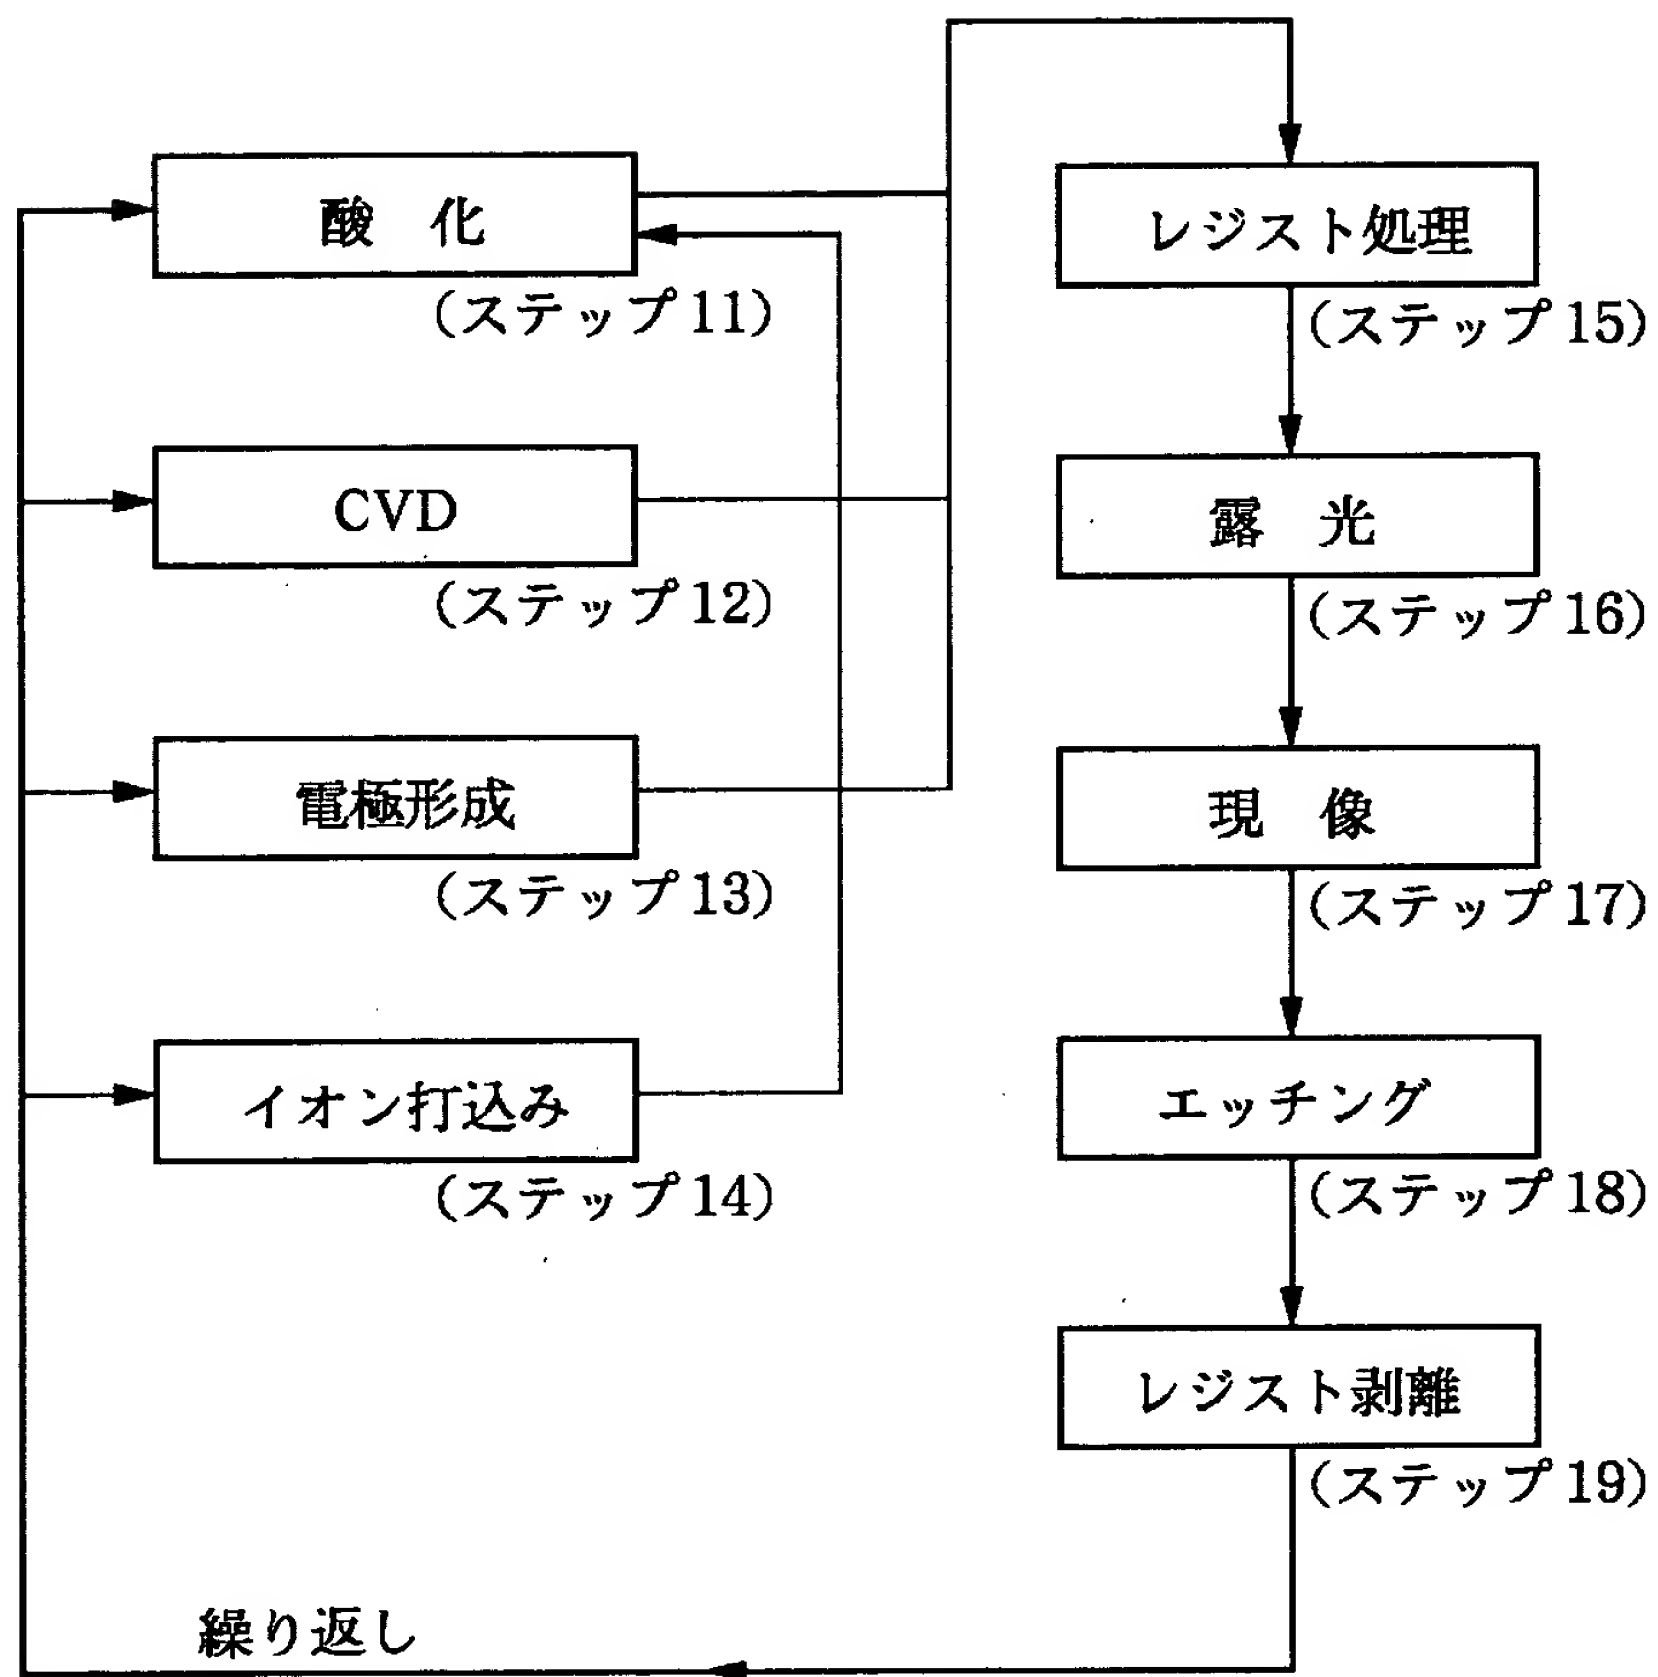 酸 化
(ステップ11)
CVD
(ステップ12)
電極形成
(ステップ13)
イオン打込み
(ステップ14)
レジスト処理
(ステップ15)
露 光
(ステップ16)
現 像
(ステップ17)
エッチング
(ステップ18)
レジスト剥離
(ステップ19)
繰り返し